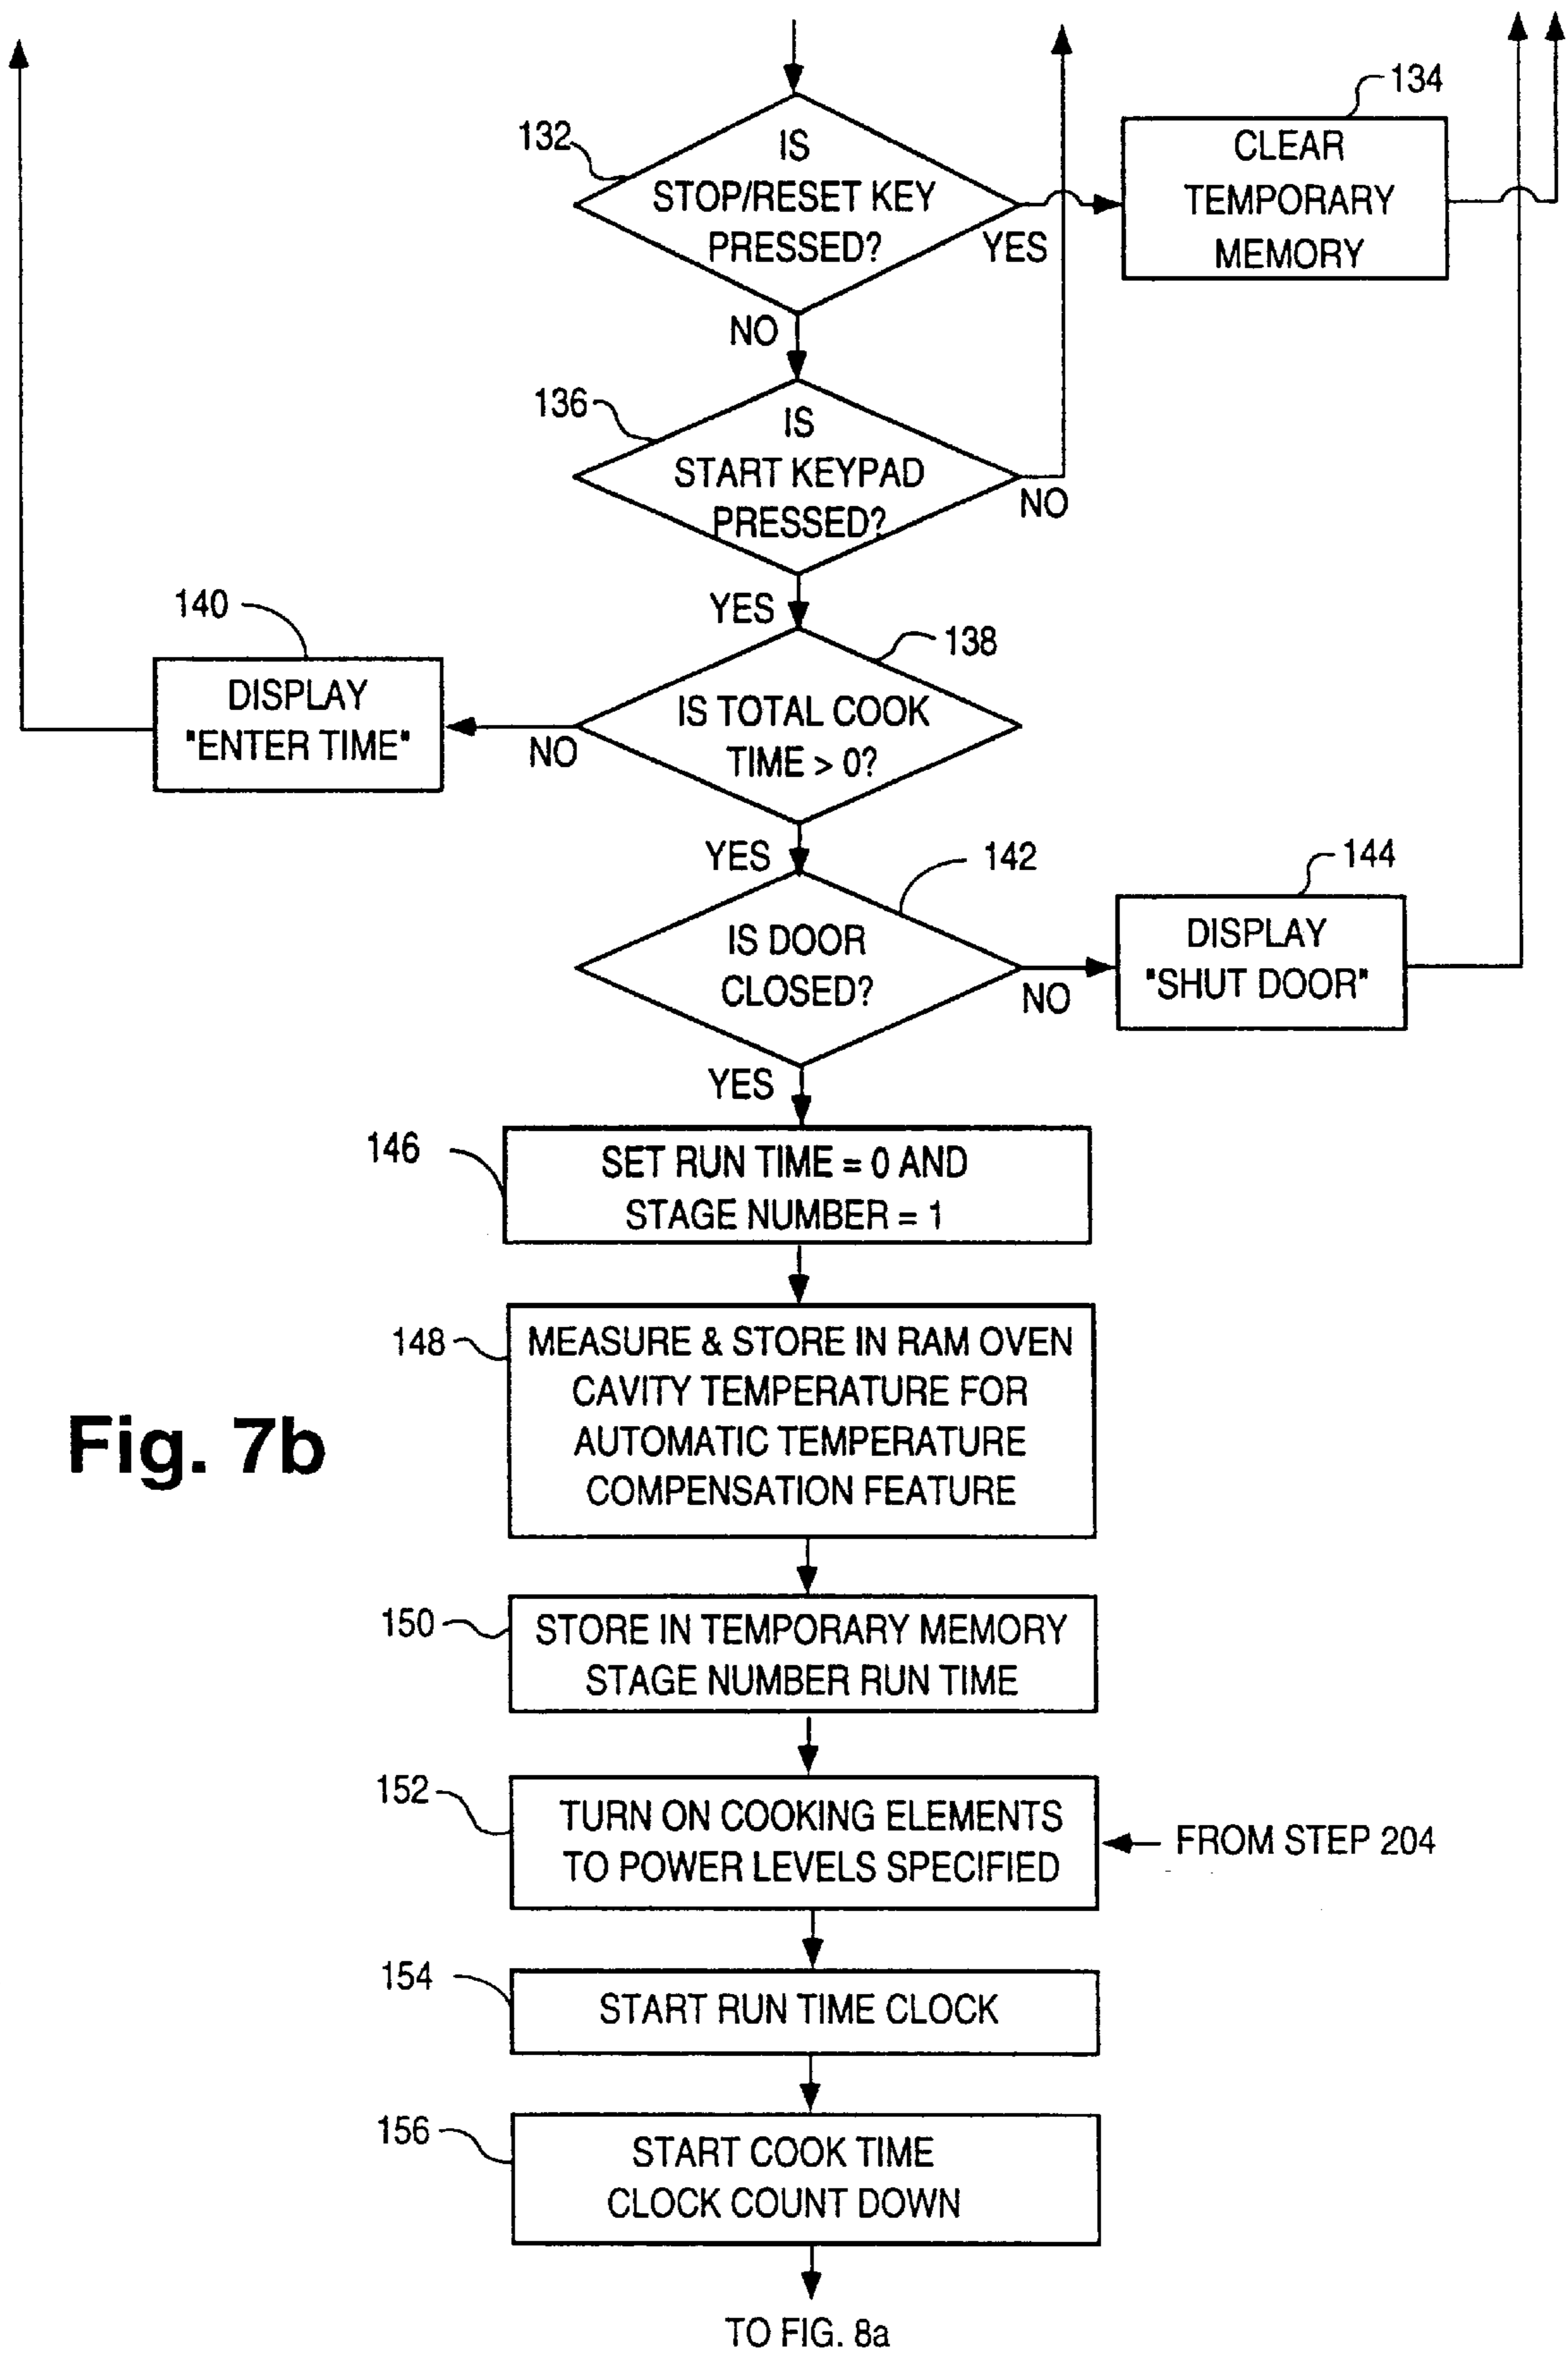 134
CLEAR
TEMPORARY
MEMORY
132
IS
STOP/RESET KEY
PRESSED?
YES
NO
136
IS
START KEYPAD
PRESSED?
NO
YES
140
DISPLAY
"ENTER TIME"
138
IS TOTAL COOK
TIME > 0?
NO
YES
142
IS DOOR
CLOSED?
NO
144
DISPLAY
"SHUT DOOR"
YES
146
SET RUN TIME = 0 AND
STAGE NUMBER = 1
148
MEASURE & STORE IN RAM OVEN
CAVITY TEMPERATURE FOR
AUTOMATIC TEMPERATURE
COMPENSATION FEATURE
Fig. 7b
150
STORE IN TEMPORARY MEMORY
STAGE NUMBER RUN TIME
152
TURN ON COOKING ELEMENTS
TO POWER LEVELS SPECIFIED
FROM STEP 204
154
START RUN TIME CLOCK
156
START COOK TIME
CLOCK COUNT DOWN
TO FIG. 8a